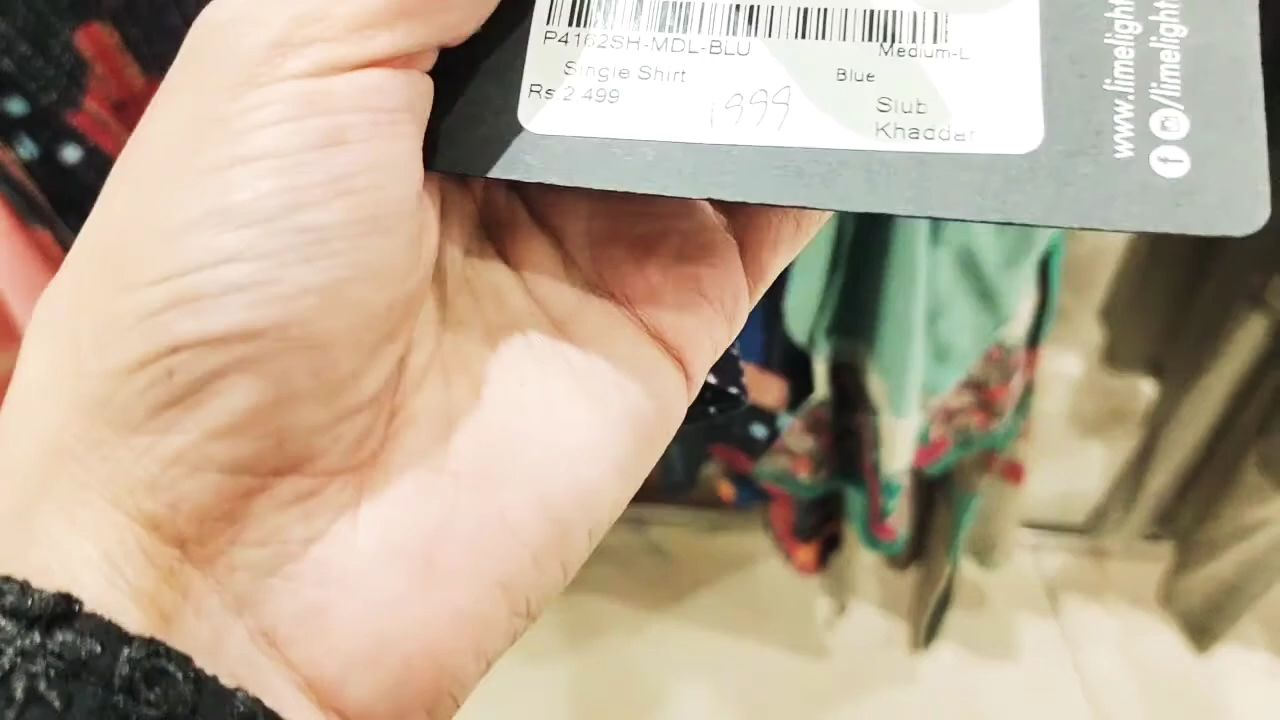 P4162SH-MDL-BLU Medium-L
Single Shirt Blue
Rs 2 499 1999 Slub
Khaddar
www.limelight
/limelight